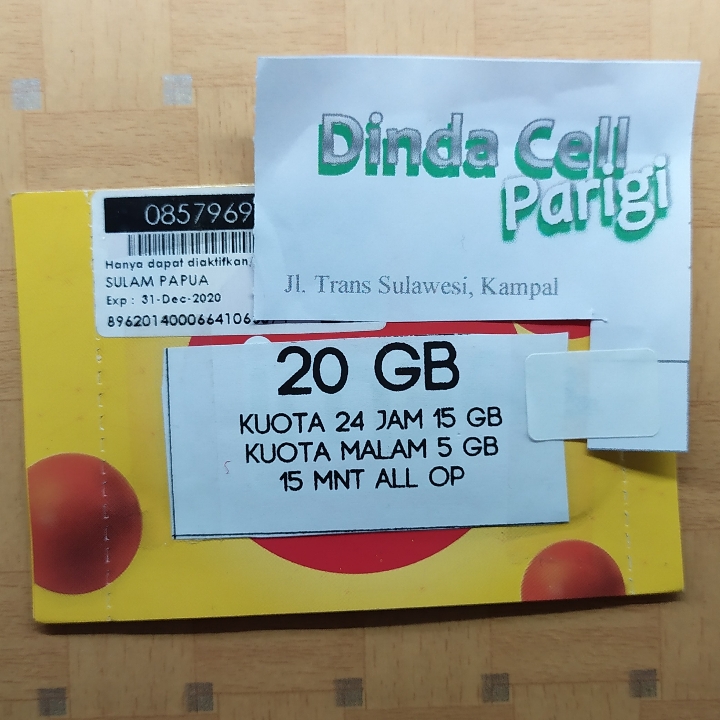 Dinda Cell
Parigi
Jl. Trans Sulawesi, Kampal
0857969
Hanya dapat diaktifkan
SULAM PAPUA
Exp : 31-Dec-2020
8962014000664106
20 GB
KUOTA 24 JAM 15 GB
KUOTA MALAM 5 GB
15 MNT ALL OP